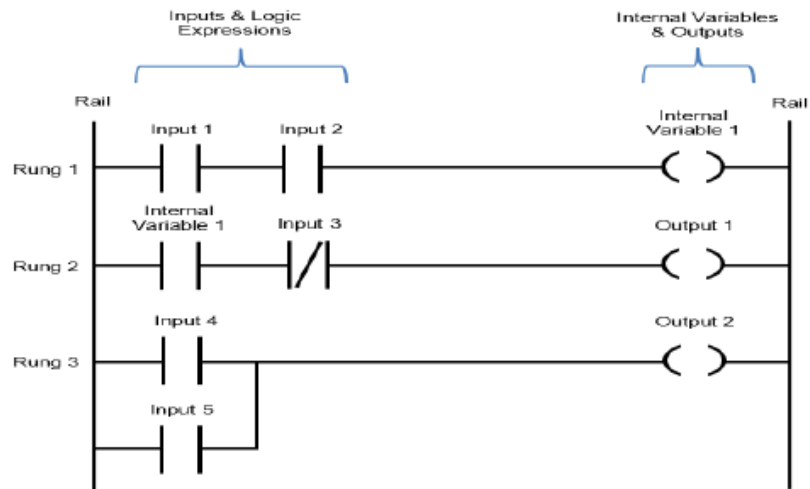 Inputs & Logic
Expressions
Internal Variables
& Outputs
Rail
Rail
Input 1
Input 2
Internal
Variable 1
Rung 1
Internal
Variable 1
Input 3
Output 1
Rung 2
Input 4
Output 2
Rung 3
Input 5